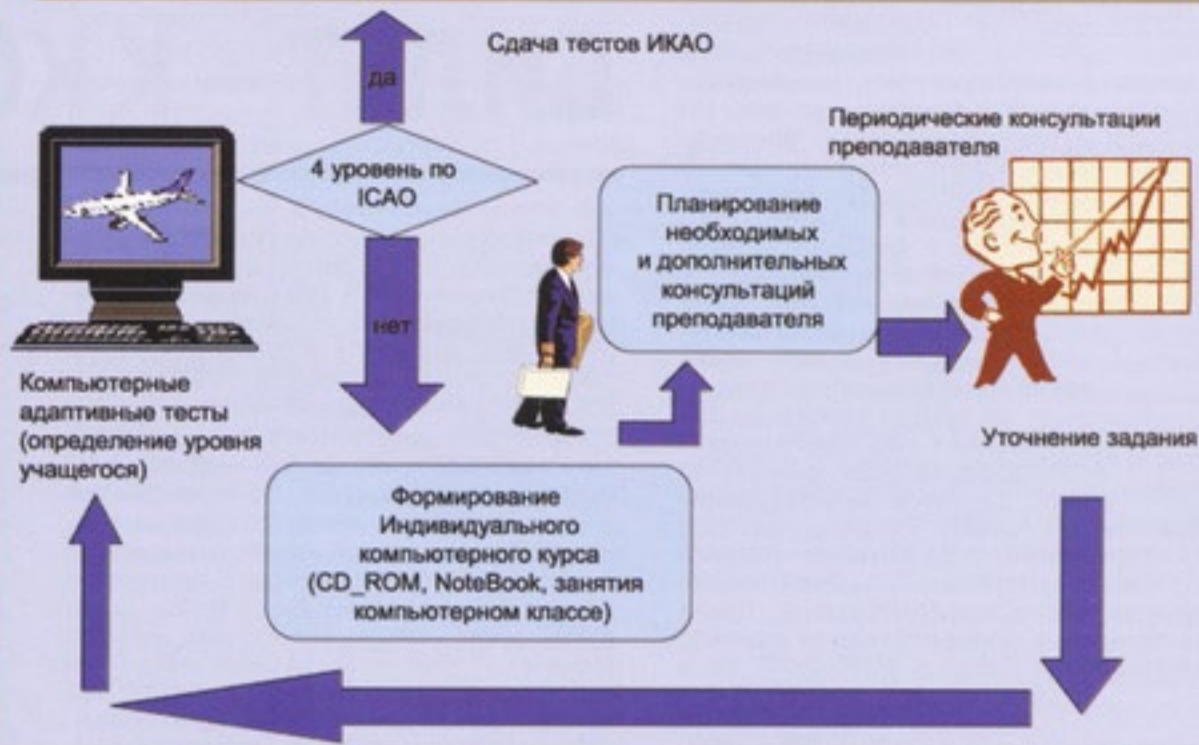 Сдача тестов ИКАО
да
4 уровень по
ICAO
нет
Периодические консультации
преподавателя
Планирование
необходимых
и дополнительных
консультаций
преподавателя
Компьютерные
адаптивные тесты
(определение уровня
учащегося)
Уточнение задания
Формирование
Индивидуального
компьютерного курса
(CD_ROM, NoteBook, занятия
компьютерном классе)